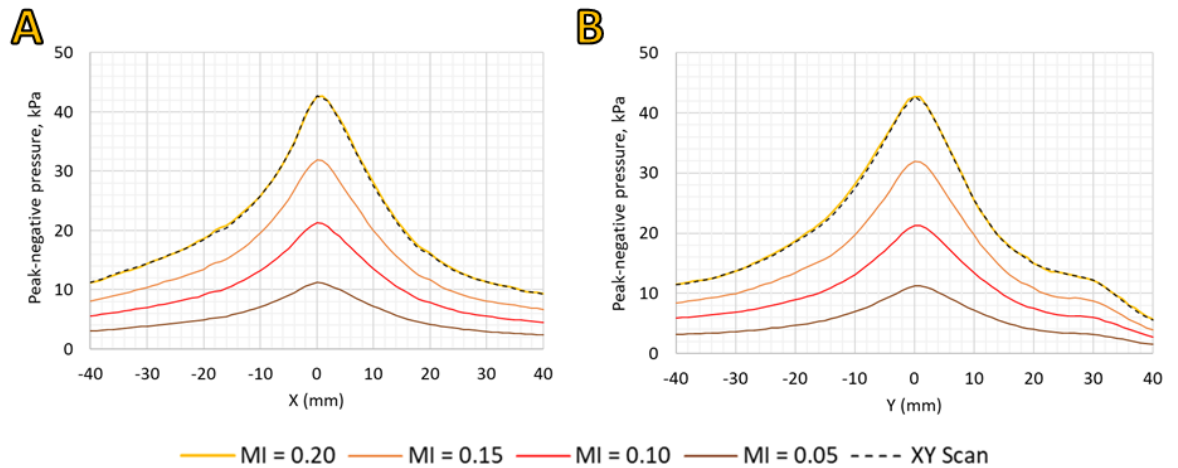 A
B
Peak-negative pressure, kPa
50
40
30
20
10
0
-40 -30 -20 -10 0 10 20 30 40
X (mm)
Peak-negative pressure, kPa
50
40
30
20
10
0
-40 -30 -20 -10 0 10 20 30 40
Y (mm)
MI = 0.20 MI = 0.15 MI = 0.10 MI = 0.05 XY Scan